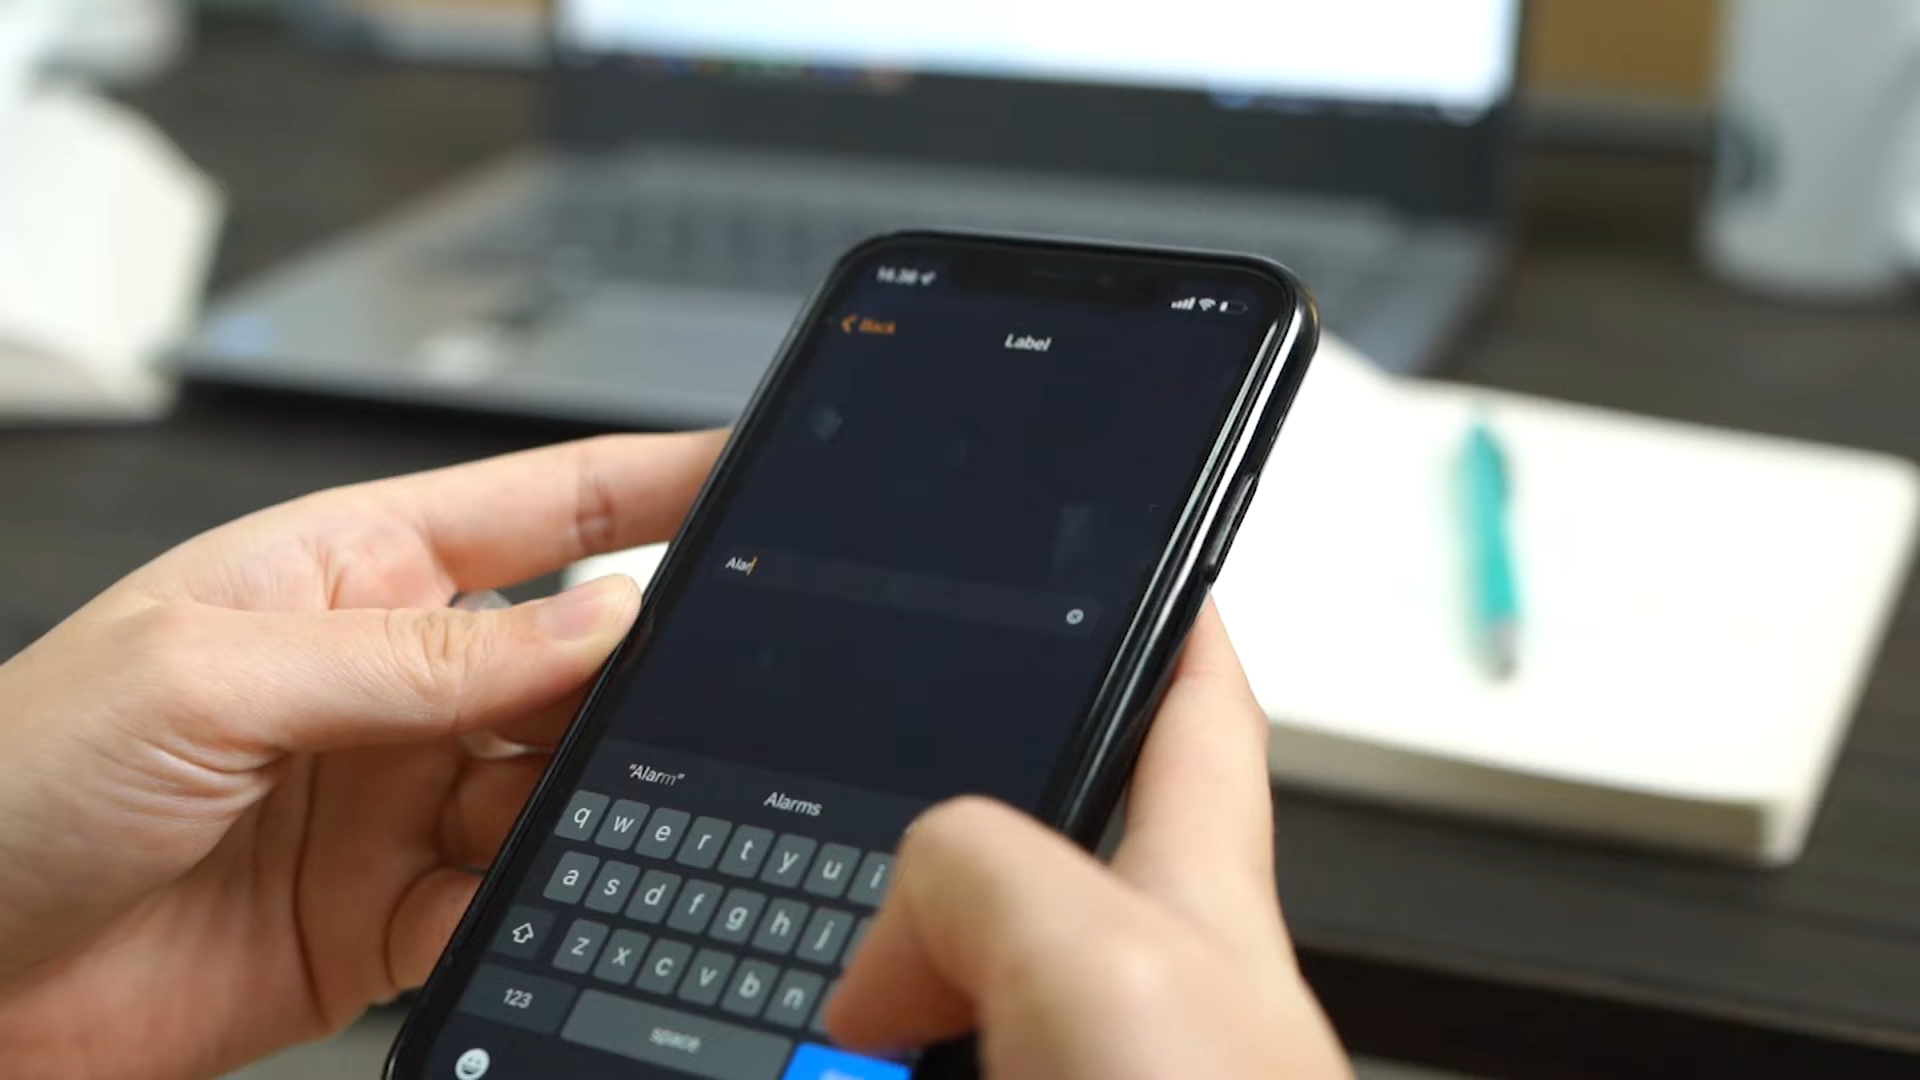 Back
Label
Alar
"Alarm" Alarms
q w e r t y u i
a s d f g h j
z x c v b n
123 space